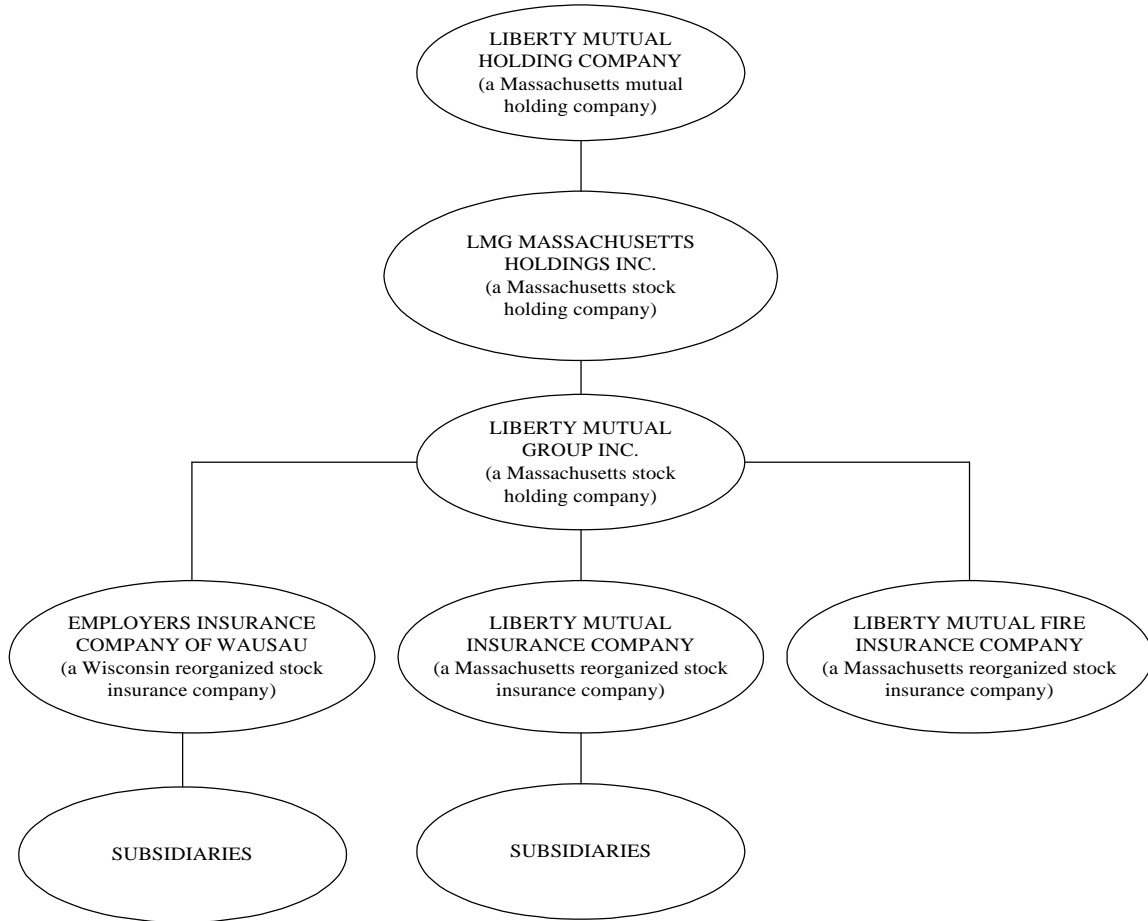 LIBERTY MUTUAL
HOLDING COMPANY
(a Massachusetts mutual
holding company)
LMG MASSACHUSETTS
HOLDINGS INC.
(a Massachusetts stock
holding company)
LIBERTY MUTUAL
GROUP INC.
(a Massachusetts stock
holding company)
EMPLOYERS INSURANCE
COMPANY OF WAUSAU
(a Wisconsin reorganized stock
insurance company)
LIBERTY MUTUAL
INSURANCE COMPANY
(a Massachusetts reorganized stock
insurance company)
LIBERTY MUTUAL FIRE
INSURANCE COMPANY
(a Massachusetts reorganized stock
insurance company)
SUBSIDIARIES
SUBSIDIARIES